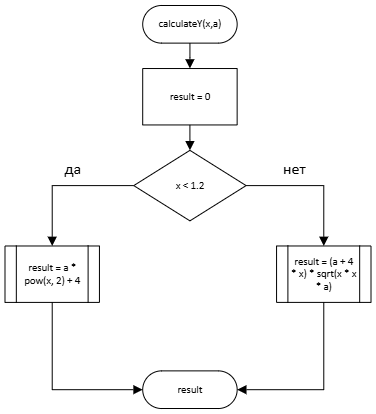 calculateY(x,a)
result = 0
x < 1.2
да
нет
result = a *
pow(x, 2) + 4
result = (a + 4
* x) * sqrt(x * x
* a)
result